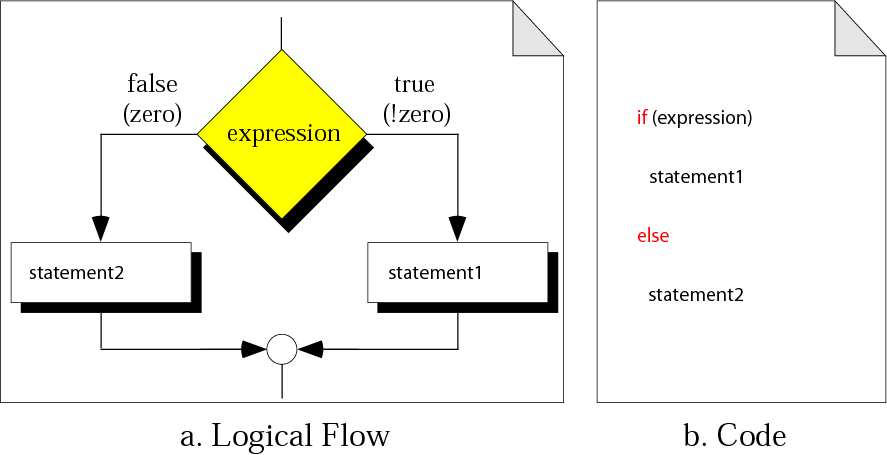 false
(zero)
true
(!zero)
expression
statement2
statement1
a. Logical Flow
if (expression)
statement1
else
statement2
b. Code